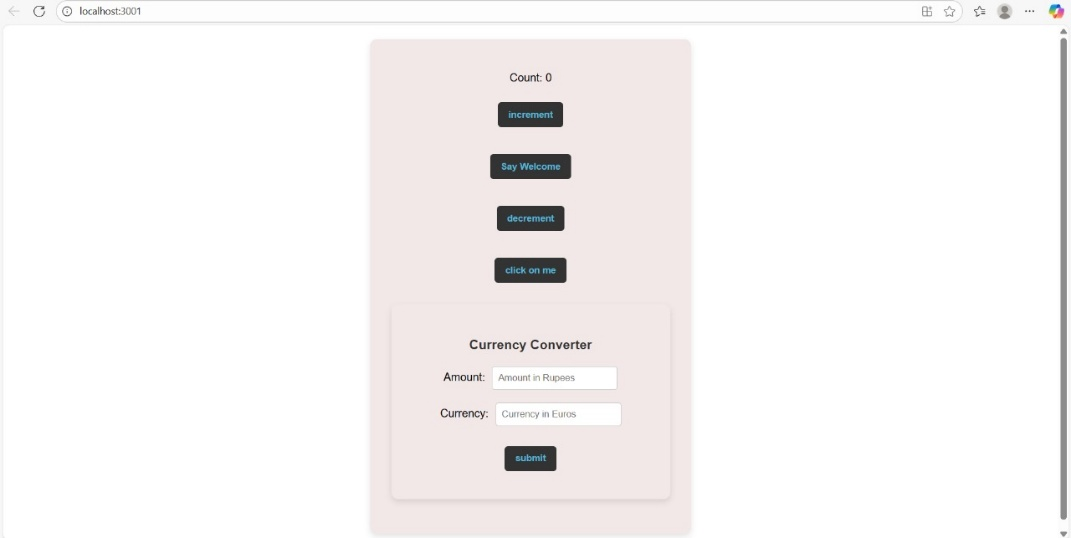 localhost:3001
Count: 0
increment
Say Welcome
decrement
click on me
Currency Converter
Amount: Amount in Rupees
Currency: Currency in Euros
submit